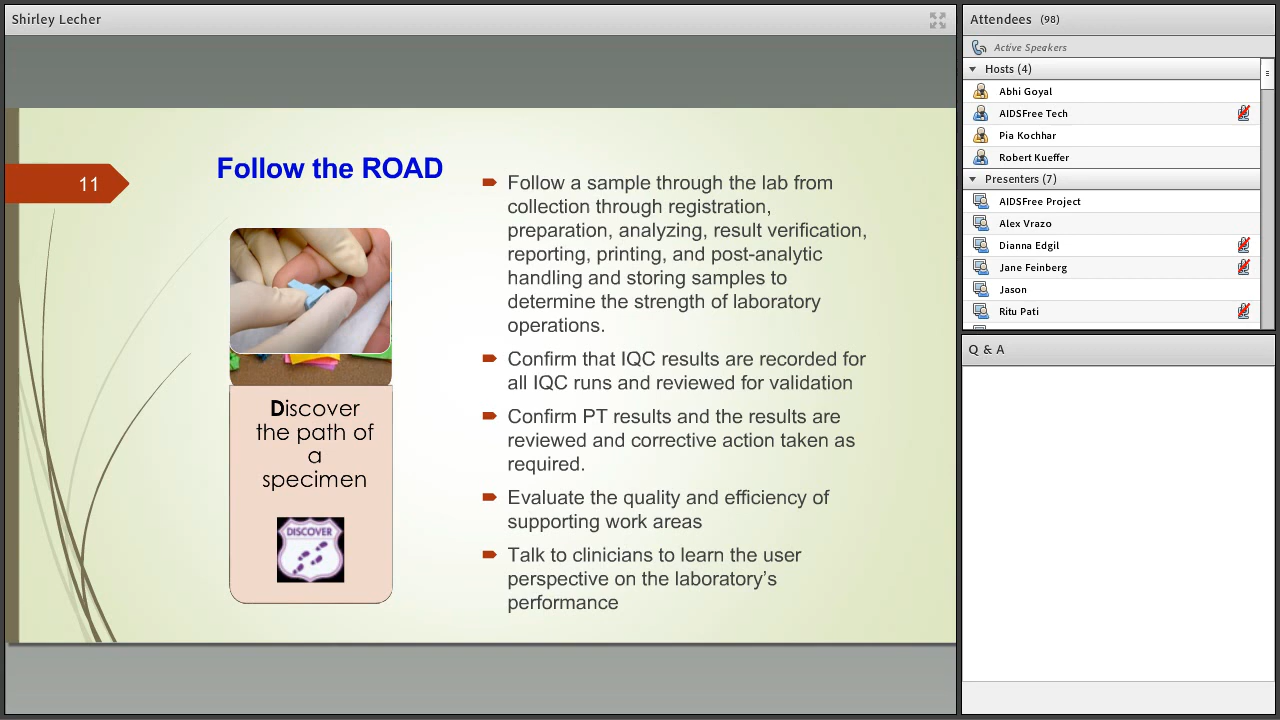 Shirley Lecher
11
Follow the ROAD
Discover
the path of
a
specimen
DISCOVER
Follow a sample through the lab from
collection through registration,
preparation, analyzing, result verification,
reporting, printing, and post-analytic
handling and storing samples to
determine the strength of laboratory
operations.
Confirm that IQC results are recorded for
all IQC runs and reviewed for validation
Confirm PT results and the results are
reviewed and corrective action taken as
required.
Evaluate the quality and efficiency of
supporting work areas
Talk to clinicians to learn the user
perspective on the laboratory's
performance
Attendees (98)
Active Speakers
Hosts (4)
Abhi Goyal
AIDSFree Tech
Pia Kochhar
Robert Kueffer
Presenters (7)
AIDSFree Project
Alex Vrazo
Dianna Edgil
Jane Feinberg
Jason
Ritu Pati
Q & A